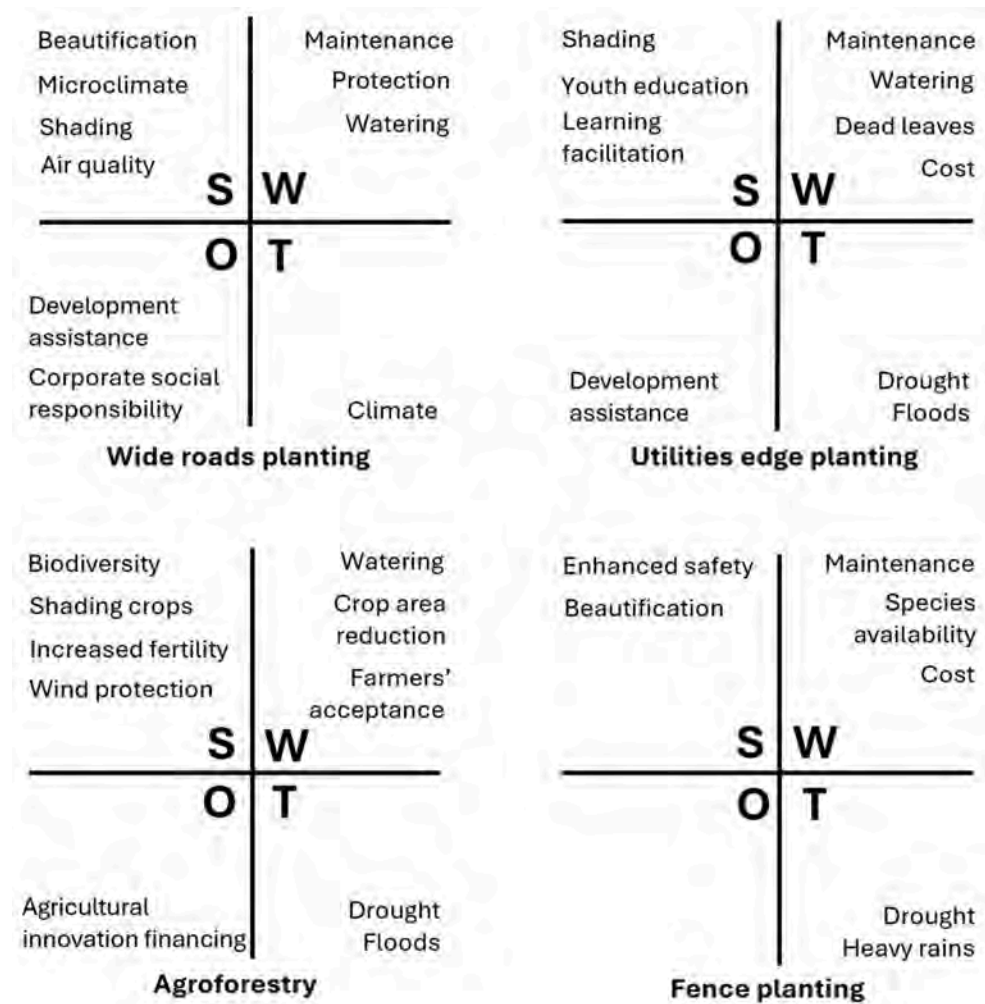 Beautification
Microclimate
Shading
Air quality
Maintenance
Protection
Watering
S W
O T
Development
assistance
Corporate social
responsibility
Climate
Wide roads planting
Shading
Youth education
Learning
facilitation
Maintenance
Watering
Dead leaves
Cost
S W
O T
Development
assistance
Drought
Floods
Utilities edge planting
Biodiversity
Shading crops
Increased fertility
Wind protection
Watering
Crop area
reduction
Farmers’
acceptance
S W
O T
Agricultural
innovation financing
Drought
Floods
Agroforestry
Enhanced safety
Beautification
Maintenance
Species
availability
Cost
S W
O T
Drought
Heavy rains
Fence planting